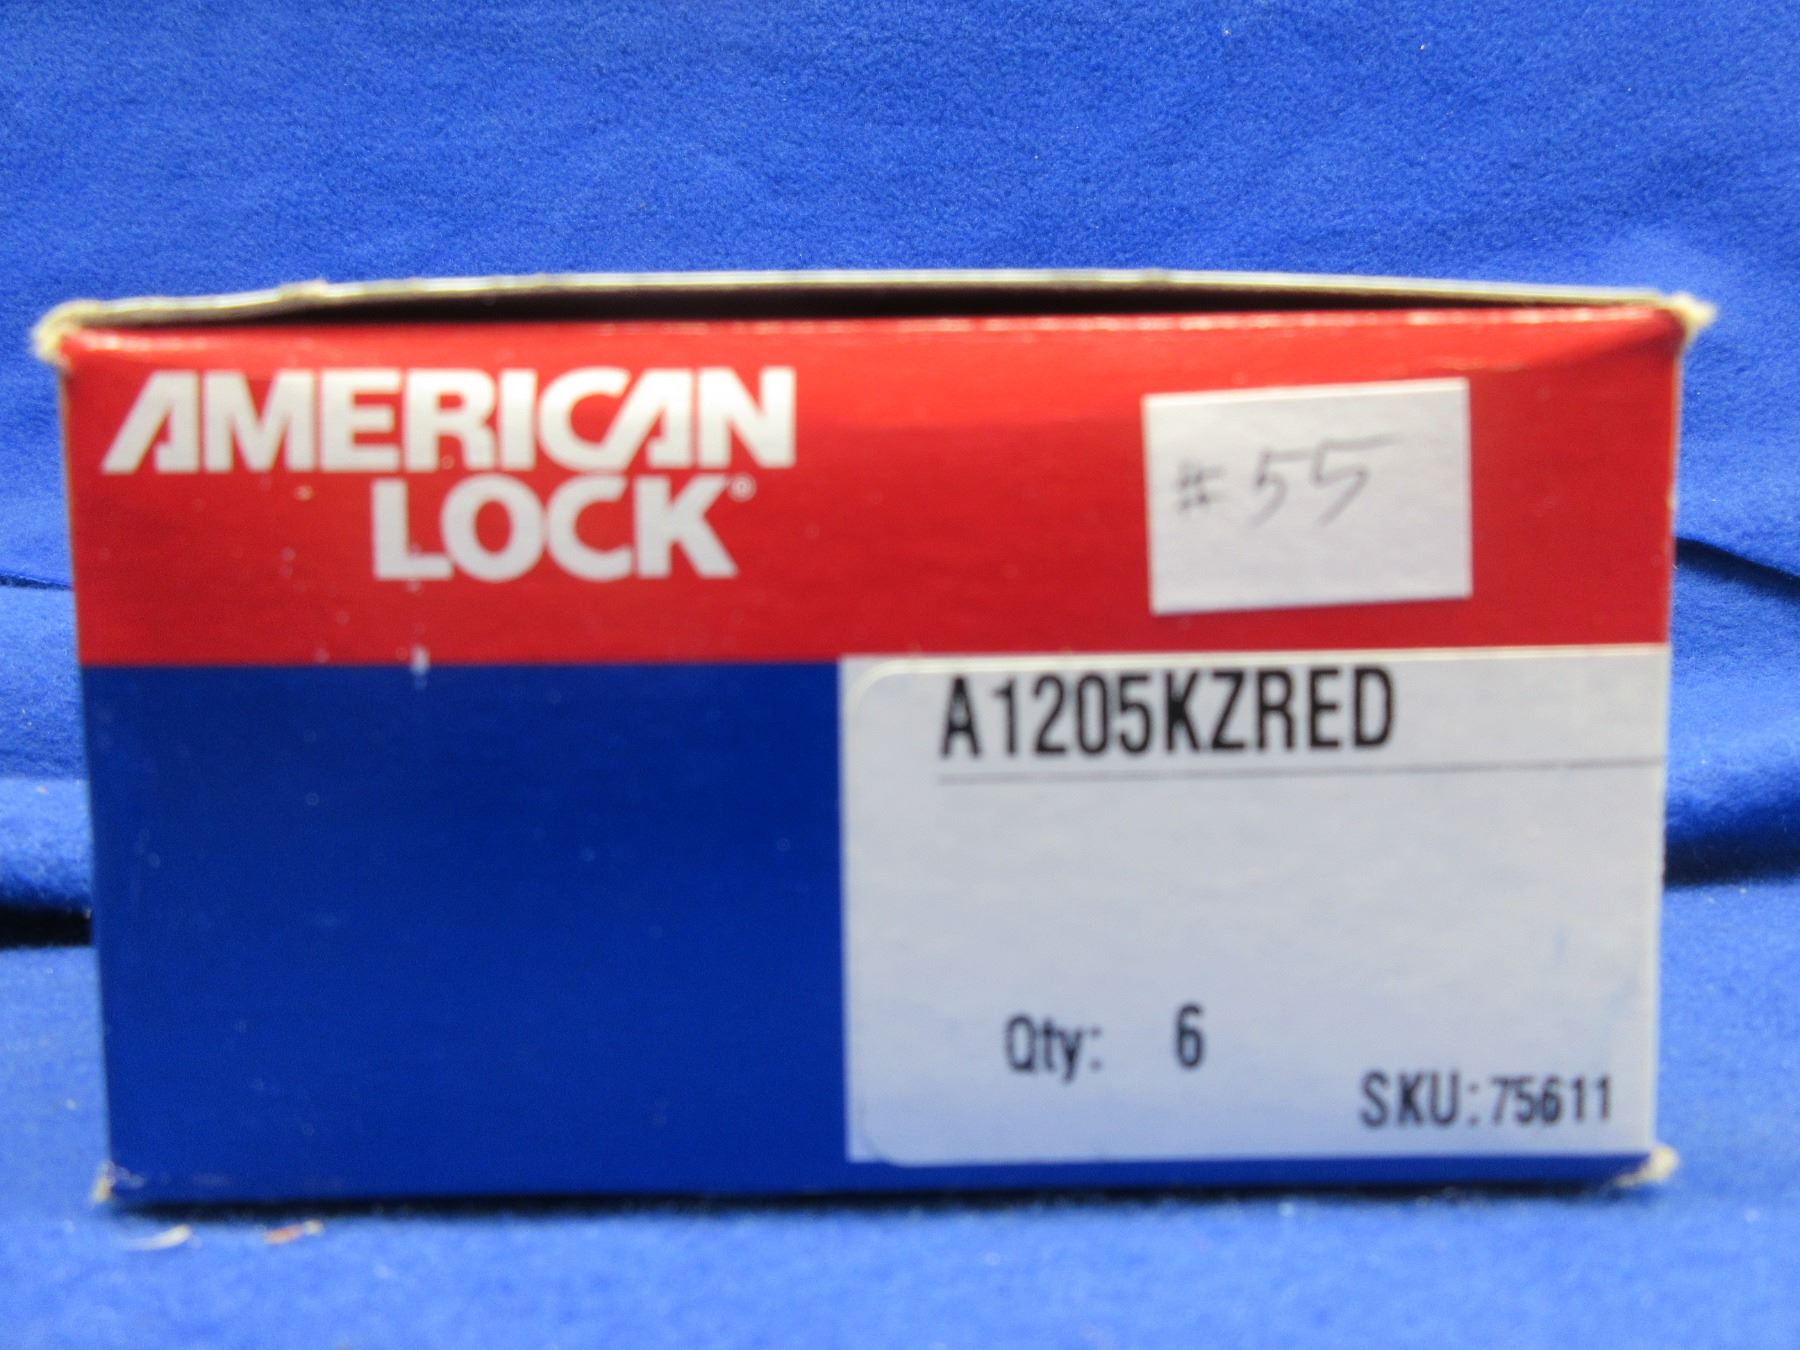 AMERICAN
LOCK®
#55
A1205KZRED
Qty: 6
SKU:75611